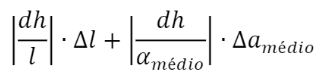 |dh/l| · Δl + |dh/α_médio| · Δa_médio